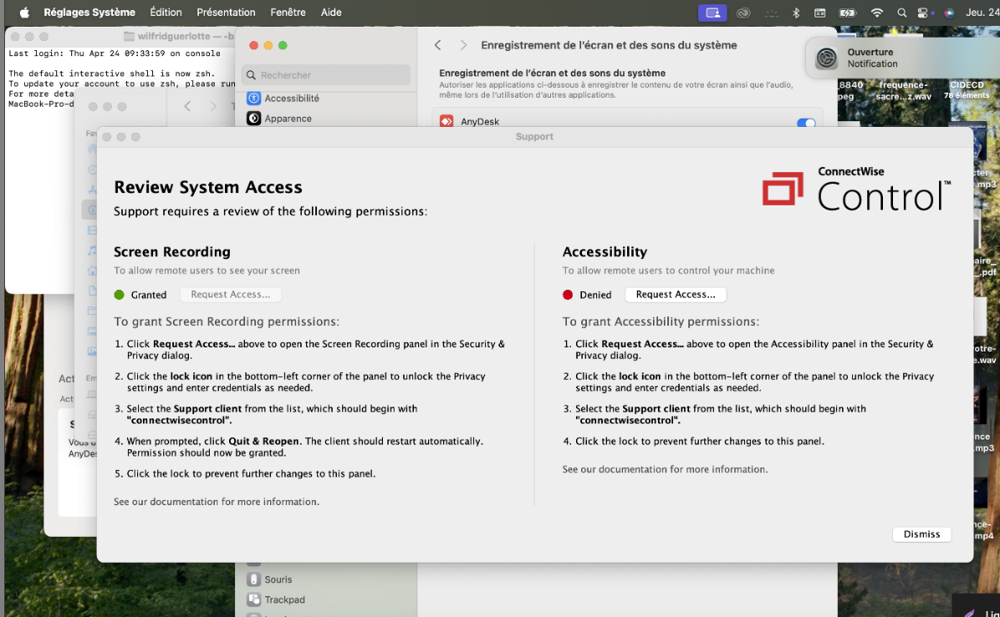 Réglages Système Édition Présentation Fenêtre Aide Jeu. 24
wilfridguerlotte — -b
Last login: Thu Apr 24 09:33:59 on console
The default interactive shell is now zsh.
To update your account to use zsh, please run
For more deta
MacBook-Pro-d
Rechercher
Accessibilité
Apparence
Enregistrement de l'écran et des sons du système
Enregistrement de l'écran et des sons du système
Autoriser les applications ci-dessous à enregistrer le contenu de votre écran ainsi que l'audio,
même lors de l'utilisation d'autres applications.
AnyDesk
Ouverture
Notification
8840
peg
frequence-
sacre...z.wav
CIDECD
78 éléments
Fav
Support
Review System Access
Support requires a review of the following permissions:
ConnectWise
Control™
Screen Recording
To allow remote users to see your screen
Granted Request Access...
To grant Screen Recording permissions:
1. Click Request Access... above to open the Screen Recording panel in the Security &
Privacy dialog.
2. Click the lock icon in the bottom-left corner of the panel to unlock the Privacy
settings and enter credentials as needed.
3. Select the Support client from the list, which should begin with
"connectwisecontrol".
4. When prompted, click Quit & Reopen. The client should restart automatically.
Permission should now be granted.
5. Click the lock to prevent further changes to this panel.
See our documentation for more information.
Accessibility
To allow remote users to control your machine
Denied Request Access...
To grant Accessibility permissions:
1. Click Request Access... above to open the Accessibility panel in the Security &
Privacy dialog.
2. Click the lock icon in the bottom-left corner of the panel to unlock the Privacy
settings and enter credentials as needed.
3. Select the Support client from the list, which should begin with
"connectwisecontrol".
4. Click the lock to prevent further changes to this panel.
See our documentation for more information.
Dismiss
Act
Act
Em
Vous a
AnyDes
cter-
.mp3
aire_
_.pdf
otre-
e.wav
nce
.mp3
nce-
mp4
Souris
Trackpad
Lig